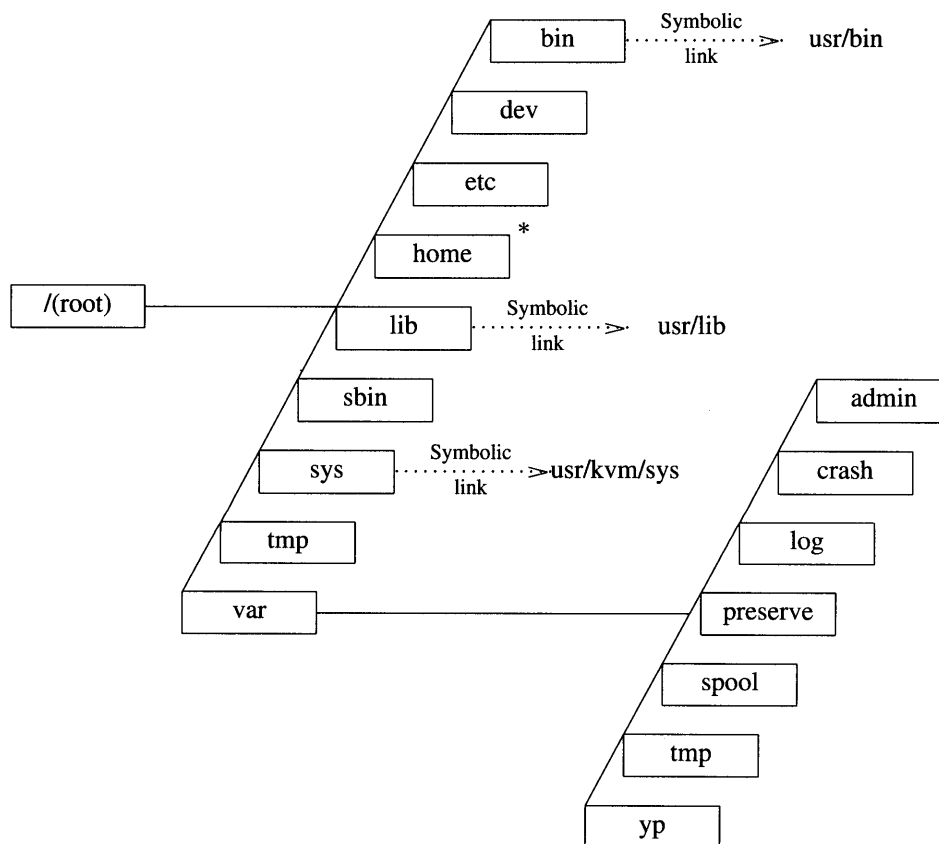 bin
Symbolic
link
usr/bin
dev
etc
home *
/(root)
lib
Symbolic
link
usr/lib
sbin
admin
sys
Symbolic
link
usr/kvm/sys
crash
tmp
log
var
preserve
spool
tmp
yp